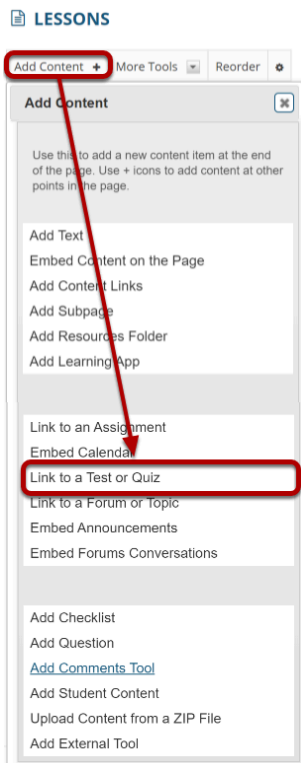 LESSONS
Add Content + More Tools Reorder
Add Content
Use this to add a new content item at the end
of the page. Use + icons to add content at other
points in the page.
Add Text
Embed Content on the Page
Add Content Links
Add Subpage
Add Resources Folder
Add Learning App
Link to an Assignment
Embed Calendar
Link to a Test or Quiz
Link to a Forum or Topic
Embed Announcements
Embed Forums Conversations
Add Checklist
Add Question
Add Comments Tool
Add Student Content
Upload Content from a ZIP File
Add External Tool